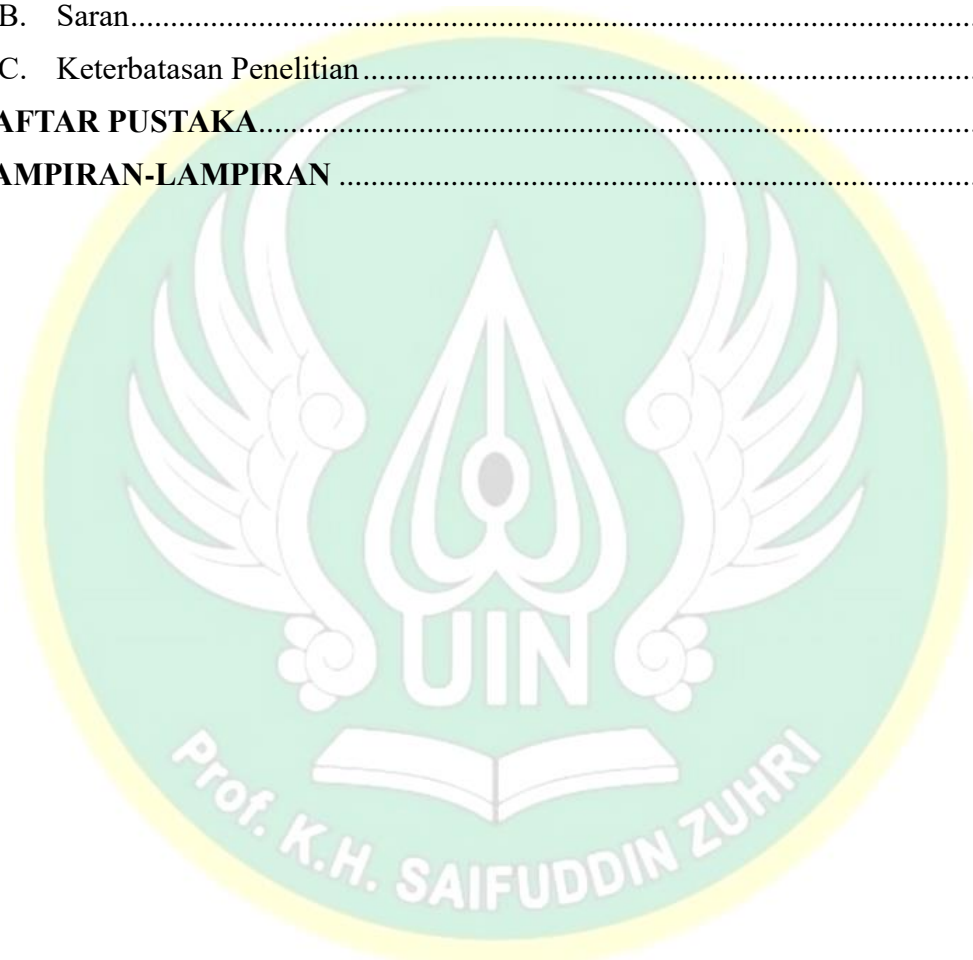 B. Saran..........................................................................................
C. Keterbatasan Penelitian..........................................................................
AFTAR PUSTAKA..........................................................................................
AMPIRAN-LAMPIRAN ..........................................................................................
UIN
Prof. K.H. SAIFUDDIN ZUHRI